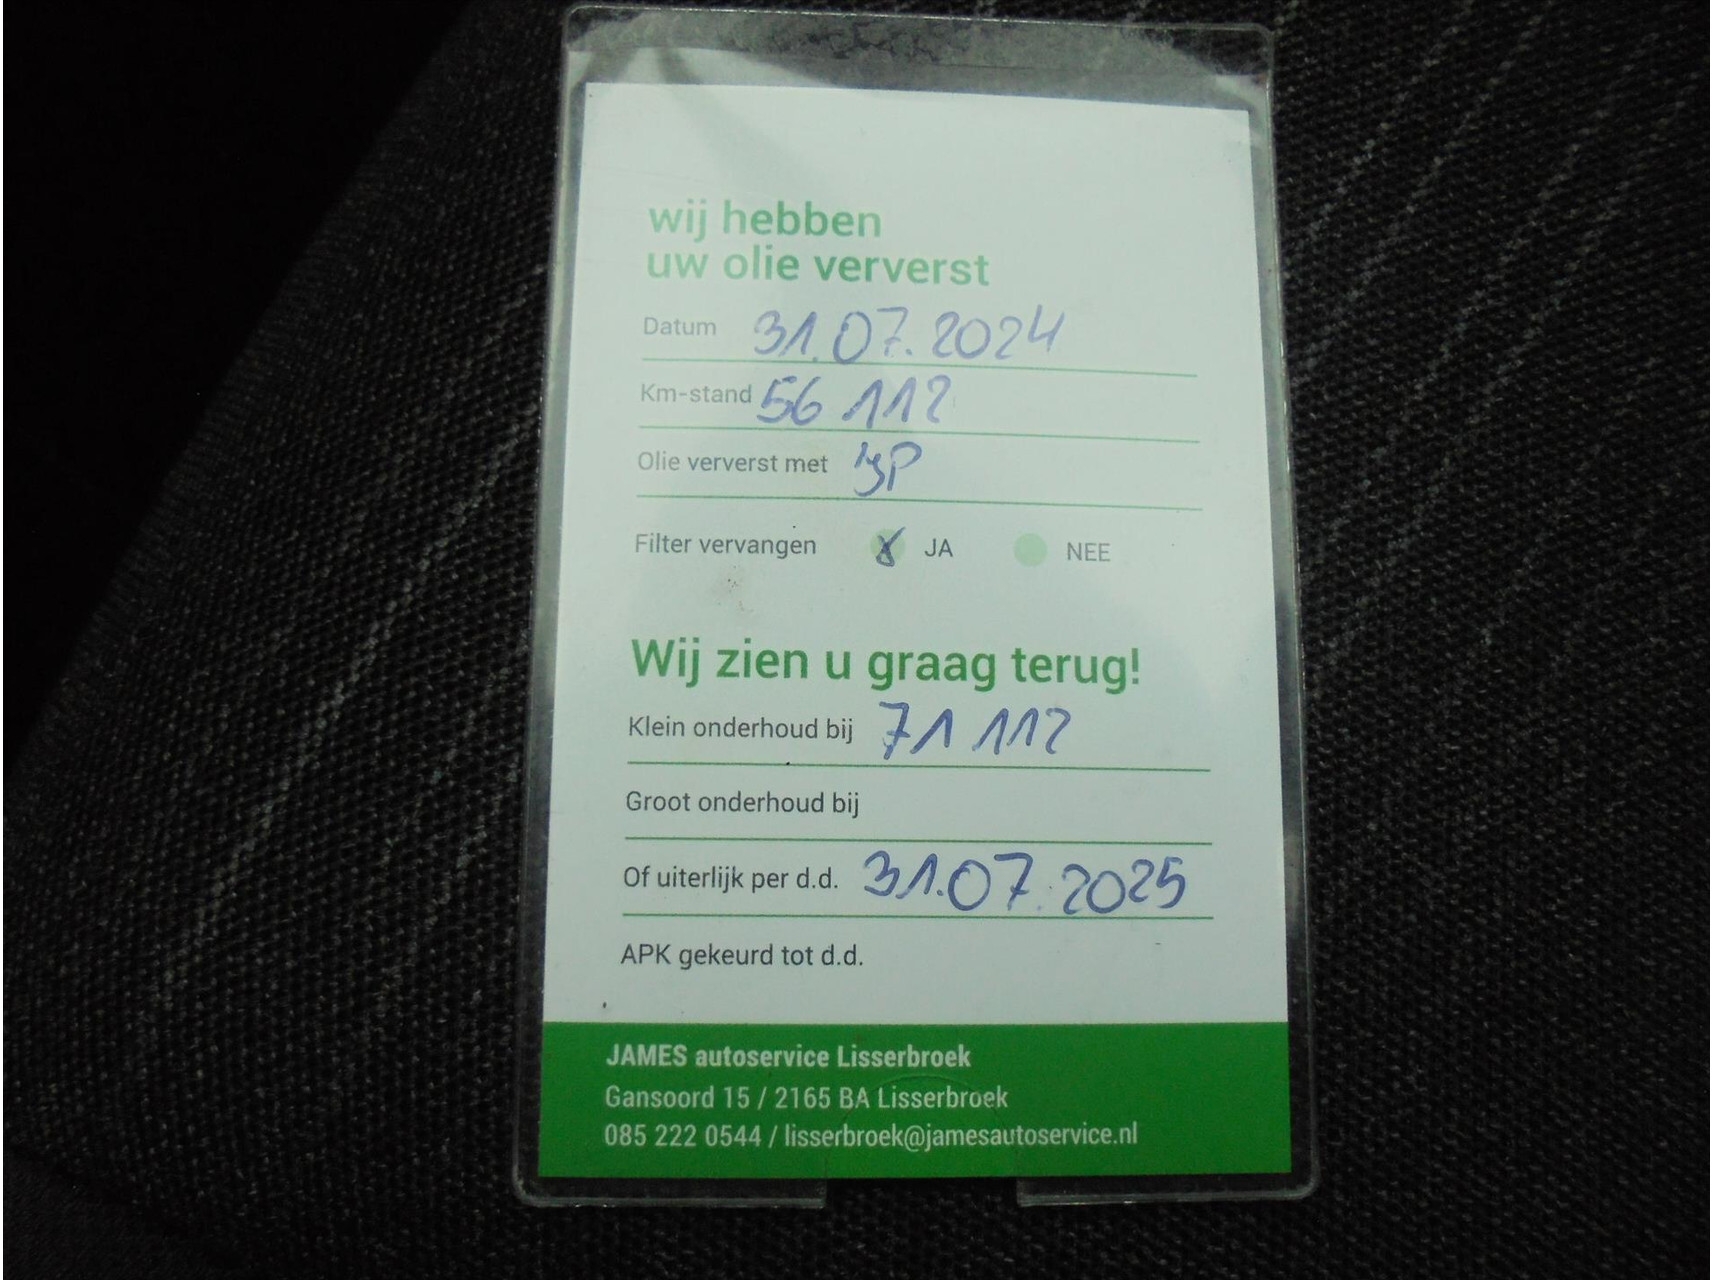 wij hebben
uw olie ververst
Datum 31.07.2024
Km-stand 56 112
Olie ververst met
Filter vervangen X JA NEE
Wij zien u graag terug!
Klein onderhoud bij 71 112
Groot onderhoud bij
Of uiterlijk per d.d. 31.07.2025
APK gekeurd tot d.d.
JAMES autoservice Lisserbroek
Gansoord 15 / 2165 BA Lisserbroek
085 222 0544 / lisserbroek@jamesautoservice.nl